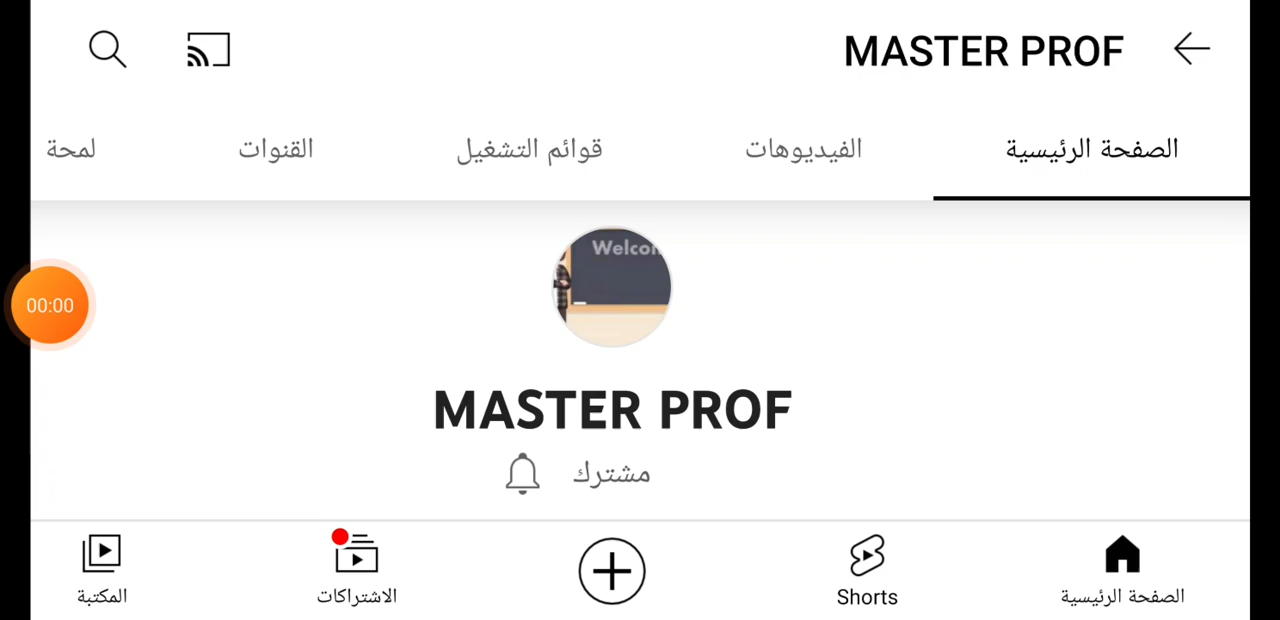 MASTER PROF
الصفحة الرئيسية
الفيديوهات
قوائم التشغيل
القنوات
لمحة
Welcom
00:00
MASTER PROF
مشترك
الصفحة الرئيسية
Shorts
الاشتراكات
المكتبة